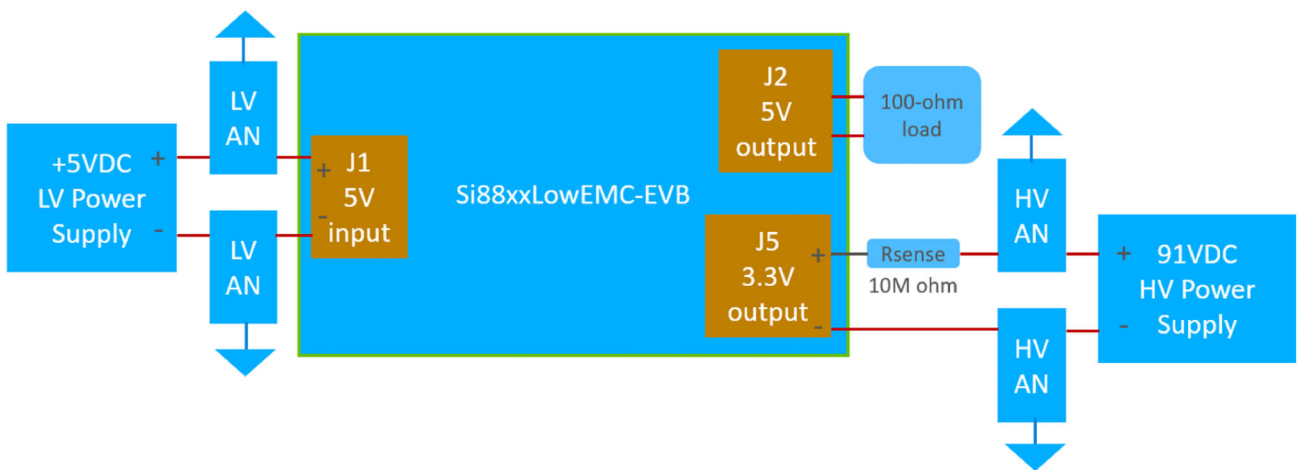 LV
AN
+5VDC
LV Power
Supply
+
-
LV
AN
J1
5V
input
+
-
Si88xxLowEMC-EVB
J2
5V
output
100-ohm
load
J5
3.3V
output
+
-
Rsense
10M ohm
HV
AN
HV
AN
91VDC
HV Power
Supply
+
-